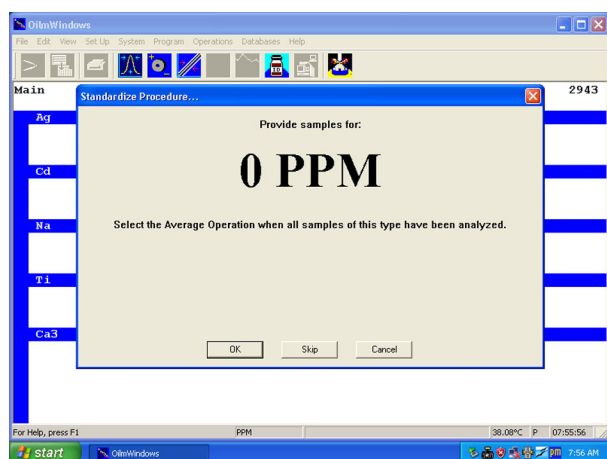 OilmWindows
File Edit View Set Up System Program Operations Databases Help
Main 2943
Standardize Procedure...
Ag
Cd
Na
Ti
Ca3
Provide samples for:
0 PPM
Select the Average Operation when all samples of this type have been analyzed.
OK Skip Cancel
For Help, press F1 PPM 38.08°C P 07:55:56
start OilmWindows 7:56 AM